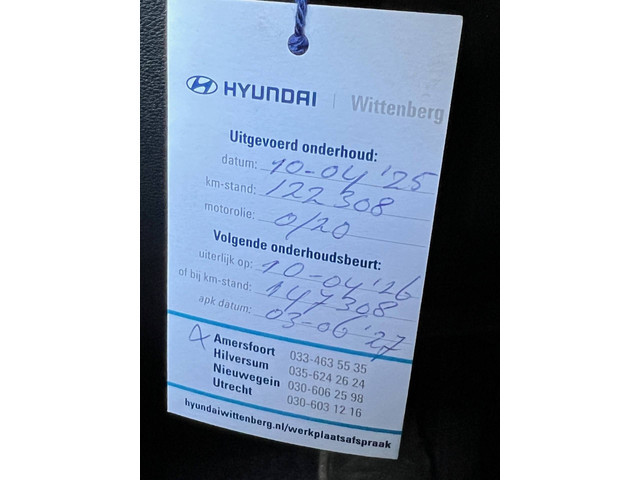 HYUNDAI | Wittenberg
Uitgevoerd onderhoud:
datum: 10-04'25
km-stand: 122308
motorolie: 0/20
Volgende onderhoudsbeurt:
uiterlijk op: 10-04'26
of bij km-stand: 147308
apk datum: 03-06'27
Amersfoort 033-463 55 35
Hilversum 035-624 26 24
Nieuwegein 030-606 25 98
Utrecht 030-603 12 16
hyundaiwittenberg.nl/werkplaatsafspraak